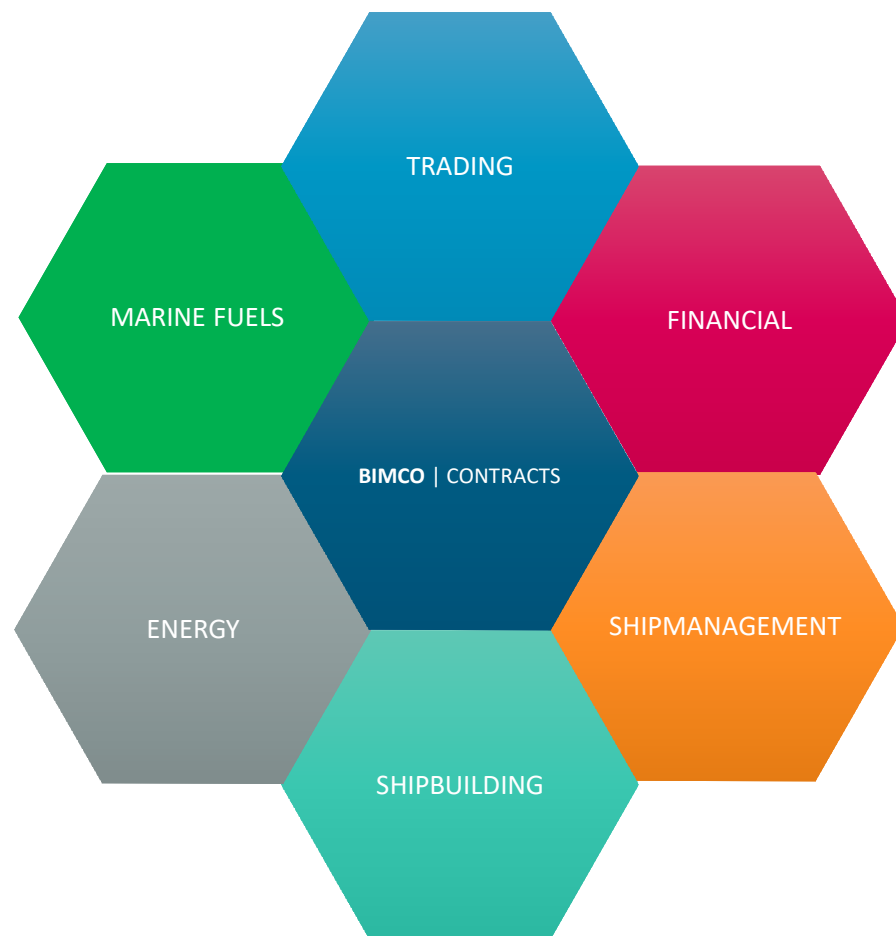 TRADING
MARINE FUELS
FINANCIAL
BIMCO | CONTRACTS
ENERGY
SHIPMANAGEMENT
SHIPBUILDING